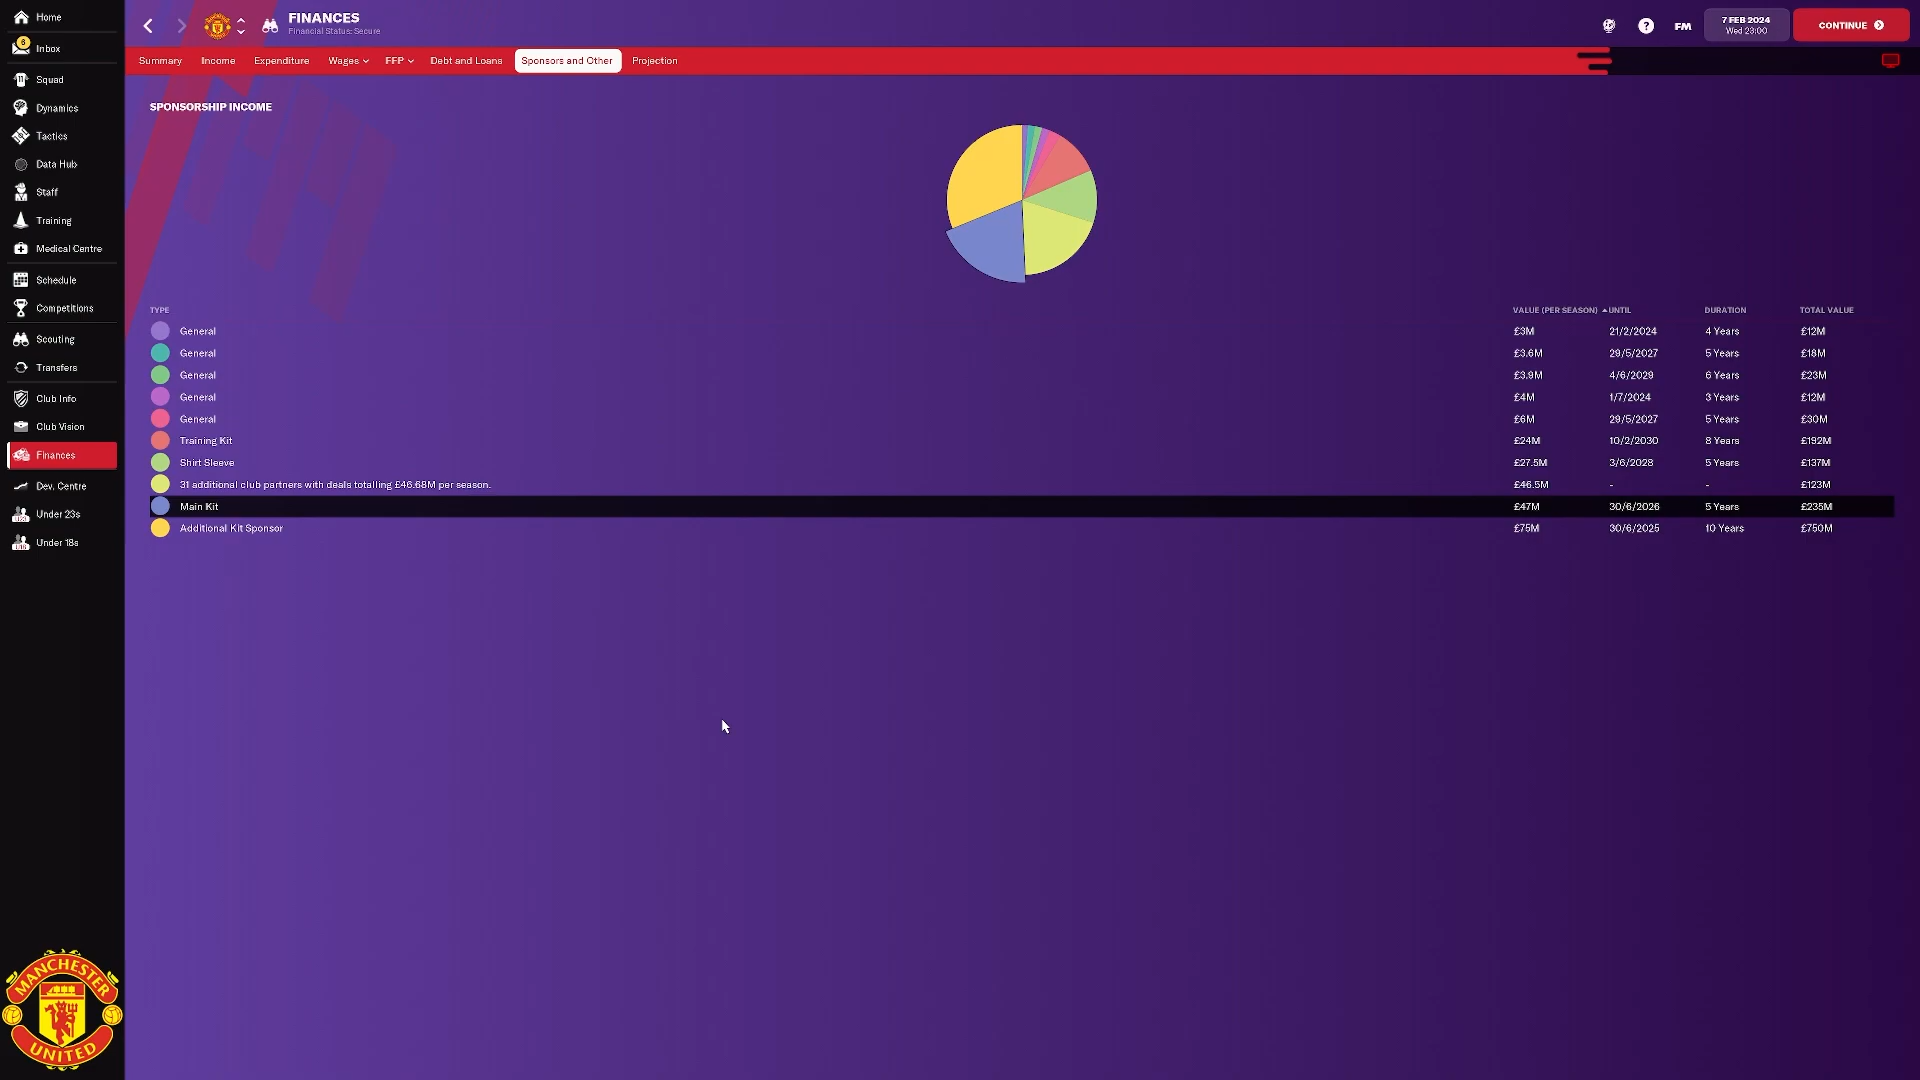 Home
FINANCES
Financial Status: Secure
7 FEB 2024
Wed 23:00
CONTINUE
FM
6
Inbox
Summary Income Expenditure Wages FFP Debt and Loans Sponsors and Other Projection
Squad
Dynamics
Tactics
Data Hub
Staff
Training
Medical Centre
Schedule
Competitions
Scouting
Transfers
Club Info
Club Vision
Finances
Dev. Centre
Under 23s
Under 18s
SPONSORSHIP INCOME
TYPE VALUE (PER SEASON) UNTIL DURATION TOTAL VALUE
General £3M 21/2/2024 4 Years £12M
General £3.6M 29/5/2027 5 Years £18M
General £3.9M 4/6/2029 6 Years £23M
General £4M 1/7/2024 3 Years £12M
General £6M 29/5/2027 5 Years £30M
Training Kit £24M 10/2/2030 8 Years £192M
Shirt Sleeve £27.5M 3/6/2028 5 Years £137M
31 additional club partners with deals totalling £46.68M per season. £46.5M - - £123M
Main Kit £47M 30/6/2026 5 Years £235M
Additional Kit Sponsor £75M 30/6/2025 10 Years £750M
MANCHESTER
UNITED